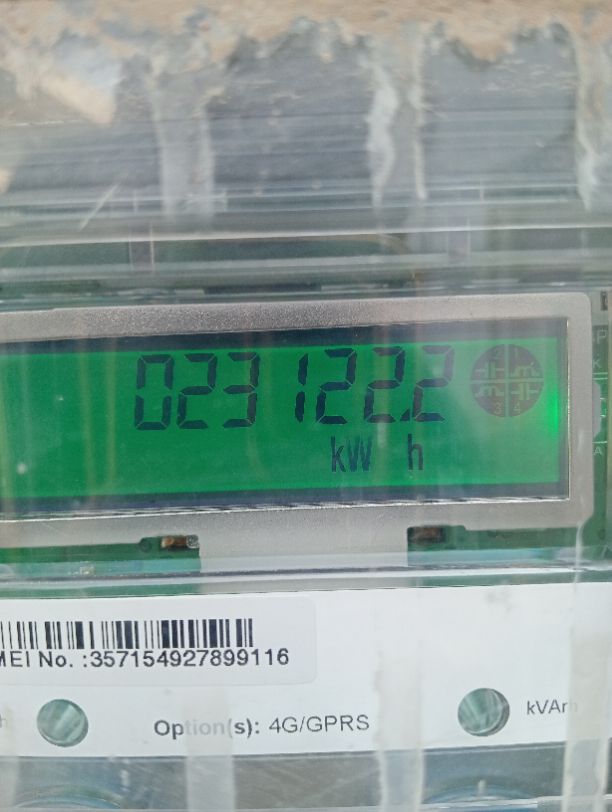 023122.2
kW h
MEI No. :357154927899116
Option(s): 4G/GPRS
kVArh